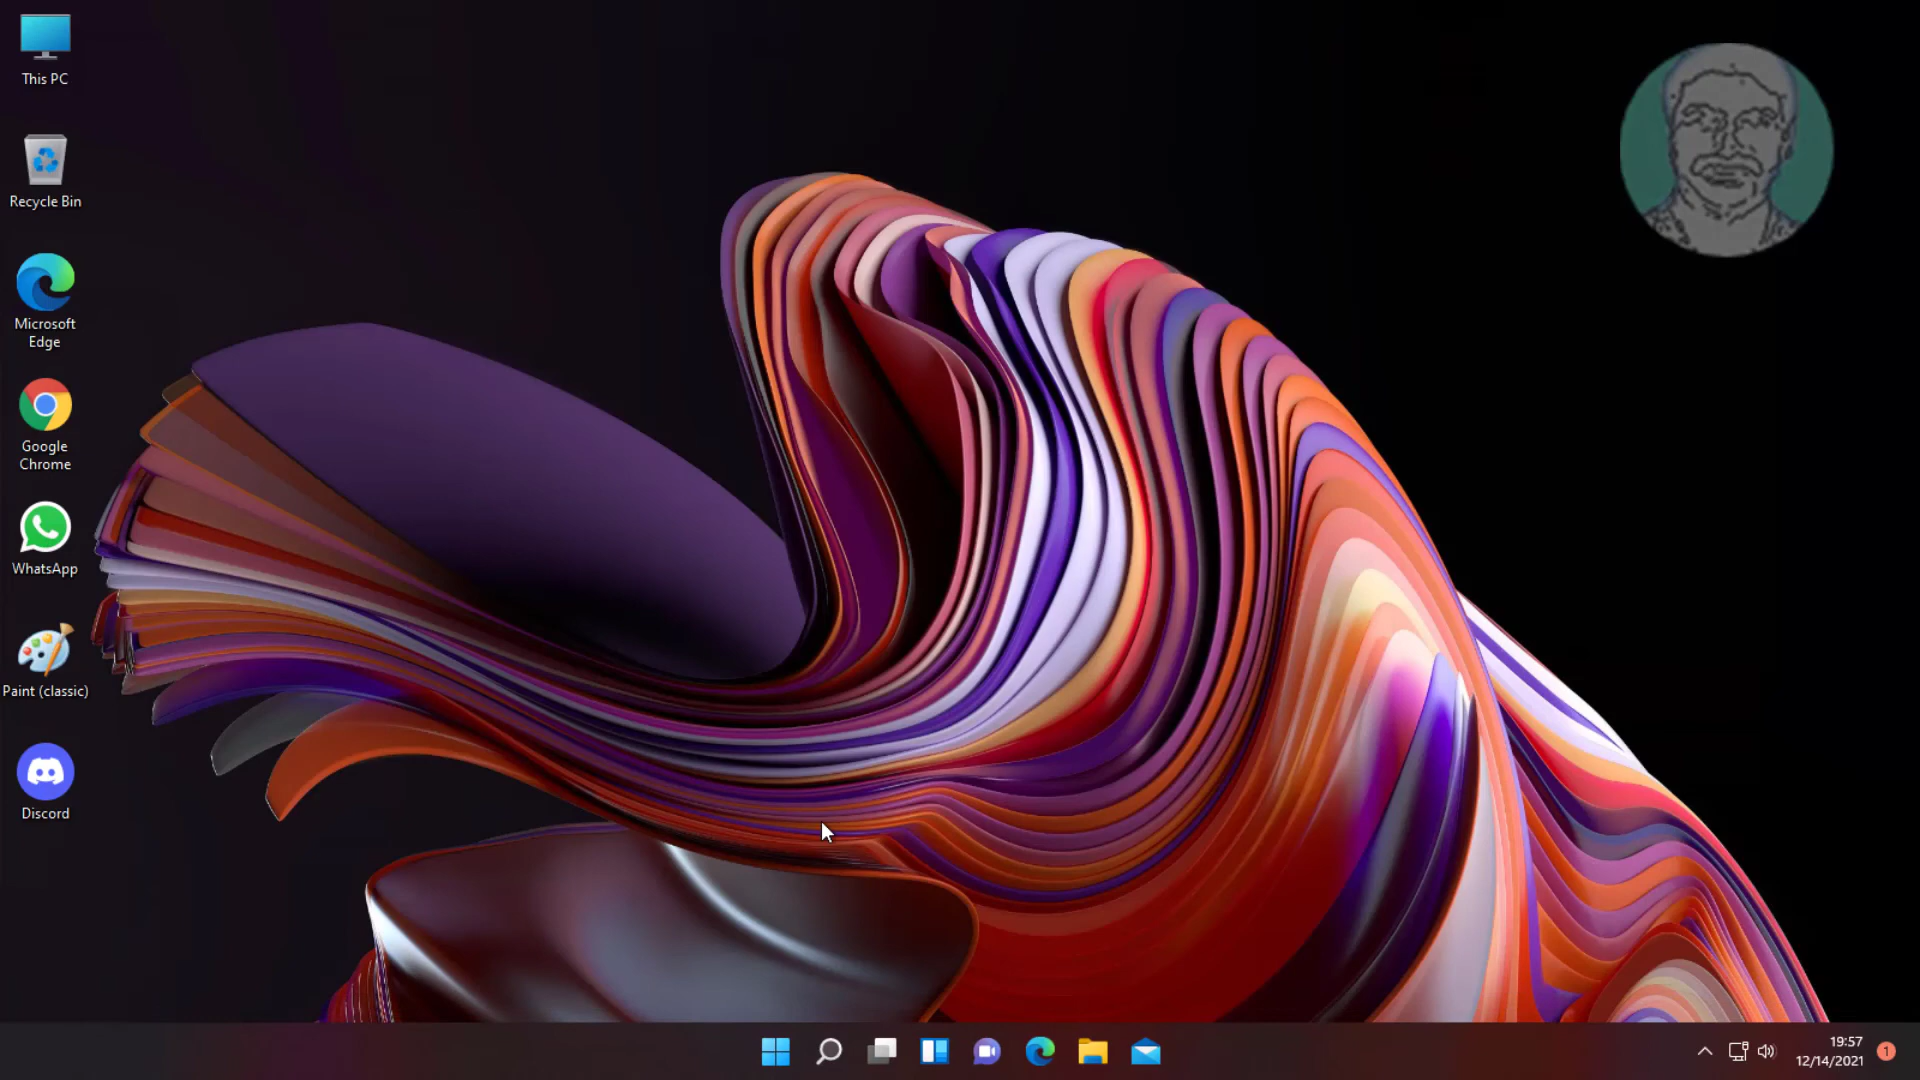 This PC
Recycle Bin
Microsoft
Edge
Google
Chrome
WhatsApp
Paint (classic)
Discord
19:57
12/14/2021
1